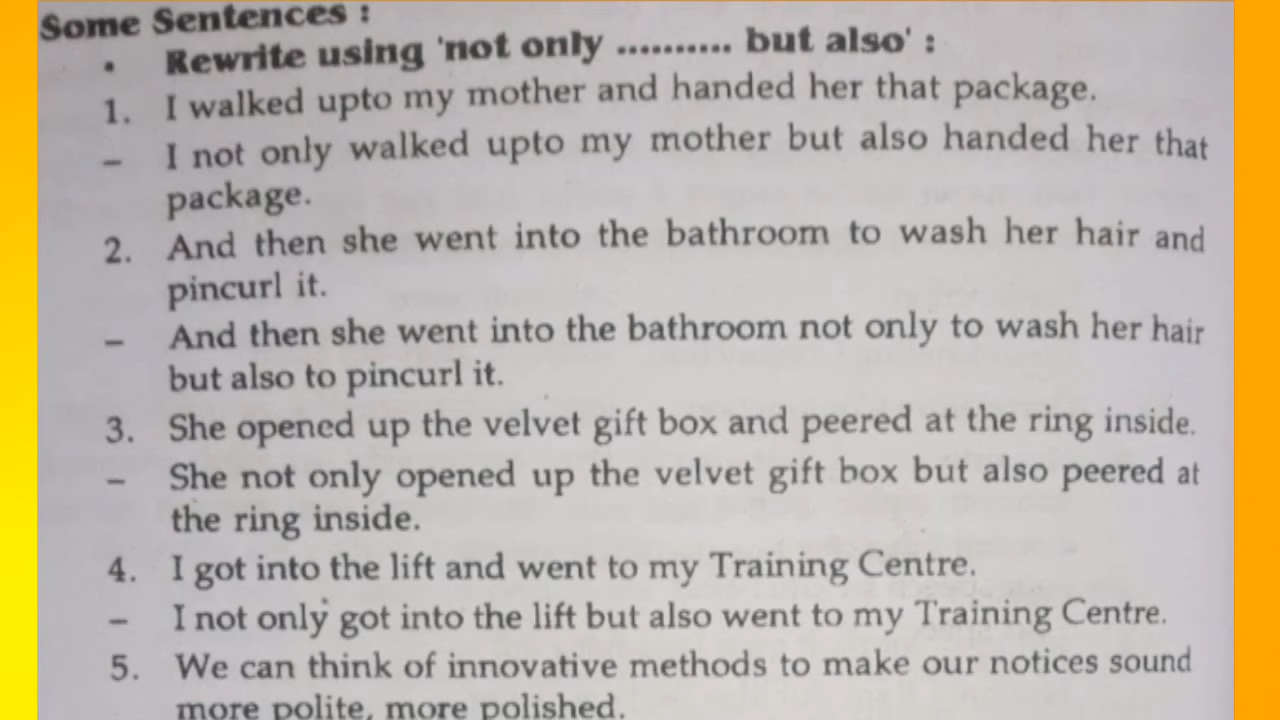 Some Sentences :
• Rewrite using 'not only .......... but also' :
1. I walked upto my mother and handed her that package.
– I not only walked upto my mother but also handed her that
package.
2. And then she went into the bathroom to wash her hair and
pincurl it.
– And then she went into the bathroom not only to wash her hair
but also to pincurl it.
3. She opened up the velvet gift box and peered at the ring inside.
– She not only opened up the velvet gift box but also peered at
the ring inside.
4. I got into the lift and went to my Training Centre.
– I not only got into the lift but also went to my Training Centre.
5. We can think of innovative methods to make our notices sound
more polite, more polished.